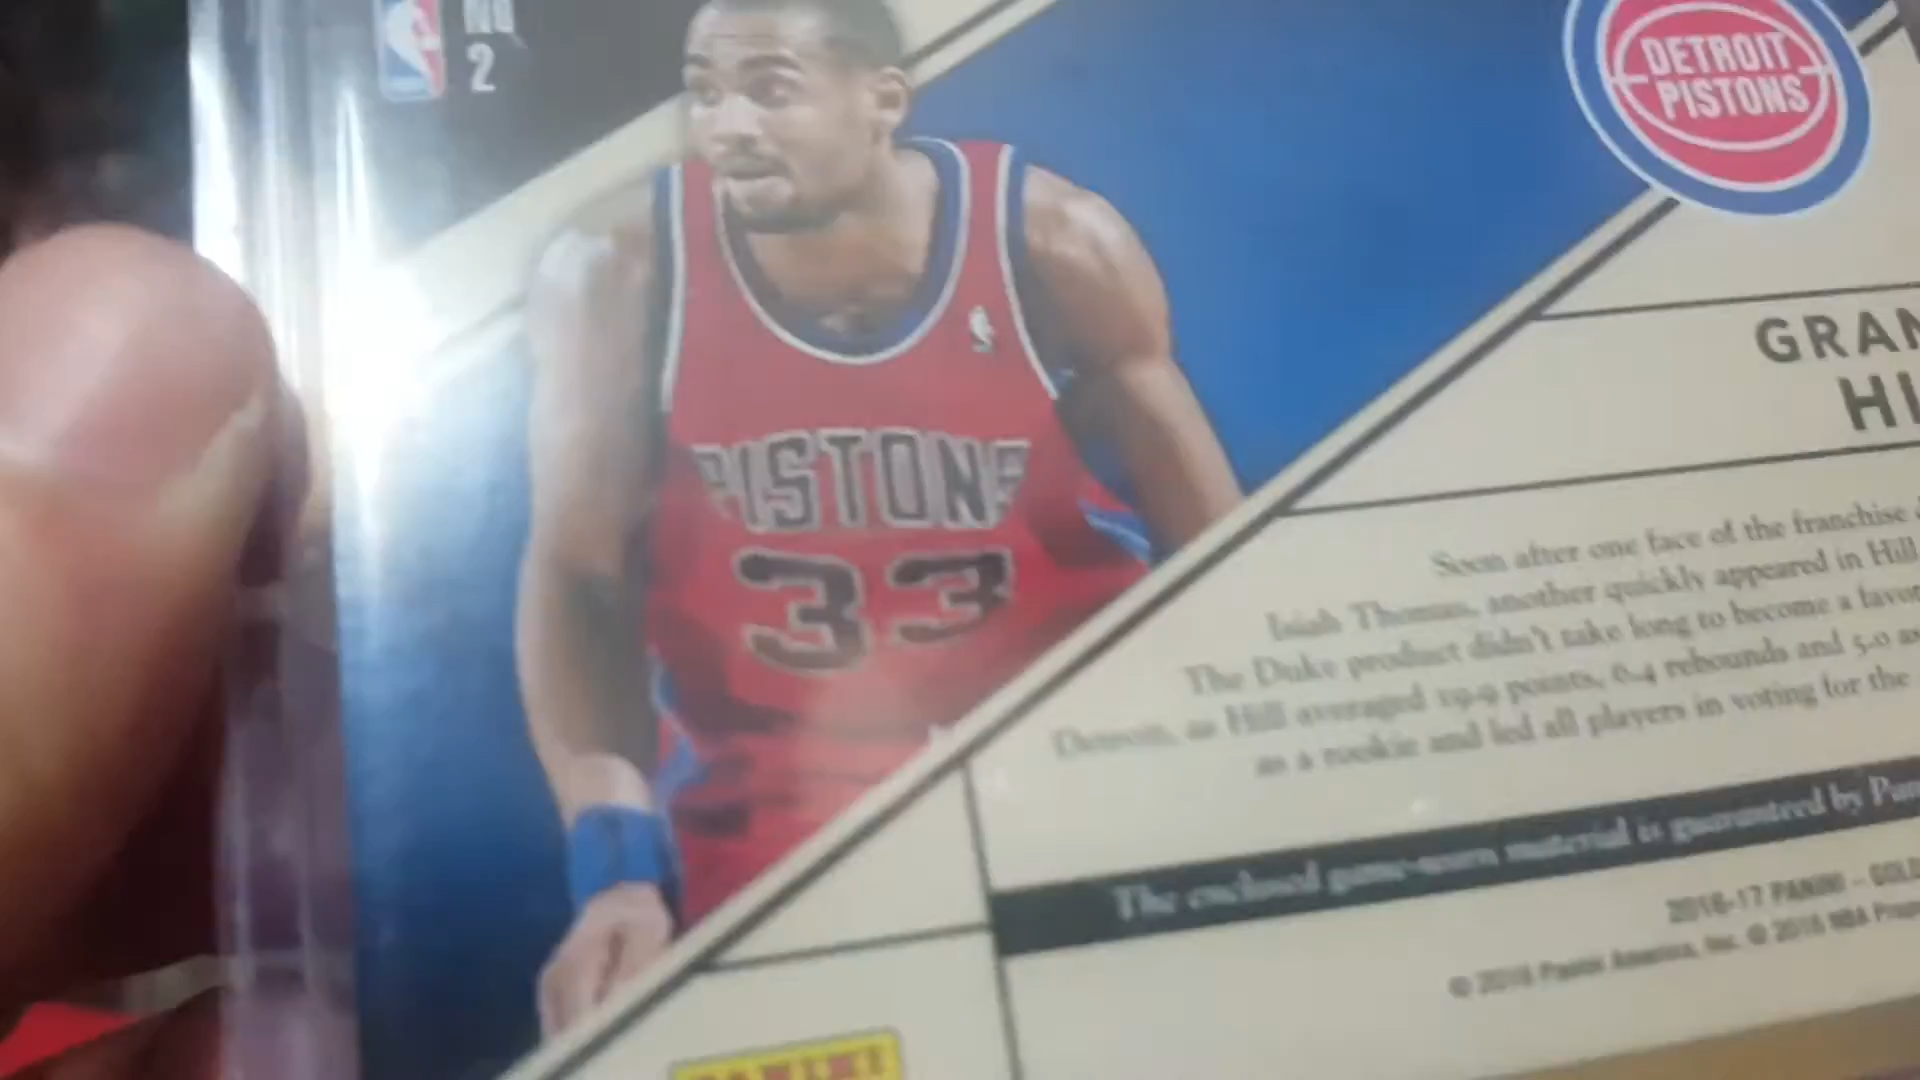 No
2
DETROIT
PISTONS
GRAN
HI
PISTONS
33
Soon after one face of the franchise
Isiah Thomas, another quickly appeared in Hill
The Duke product didn't take long to become a favor
Detroit, as Hill averaged 19.9 points, 6.4 rebounds and 5.0 as
as a rookie and led all players in voting for the
The enclosed game-worn material is guaranteed by Pan
2016-17 PANINI - GOLD
© 2016 Panini America, Inc. © 2016 NBA Prop
PANINI